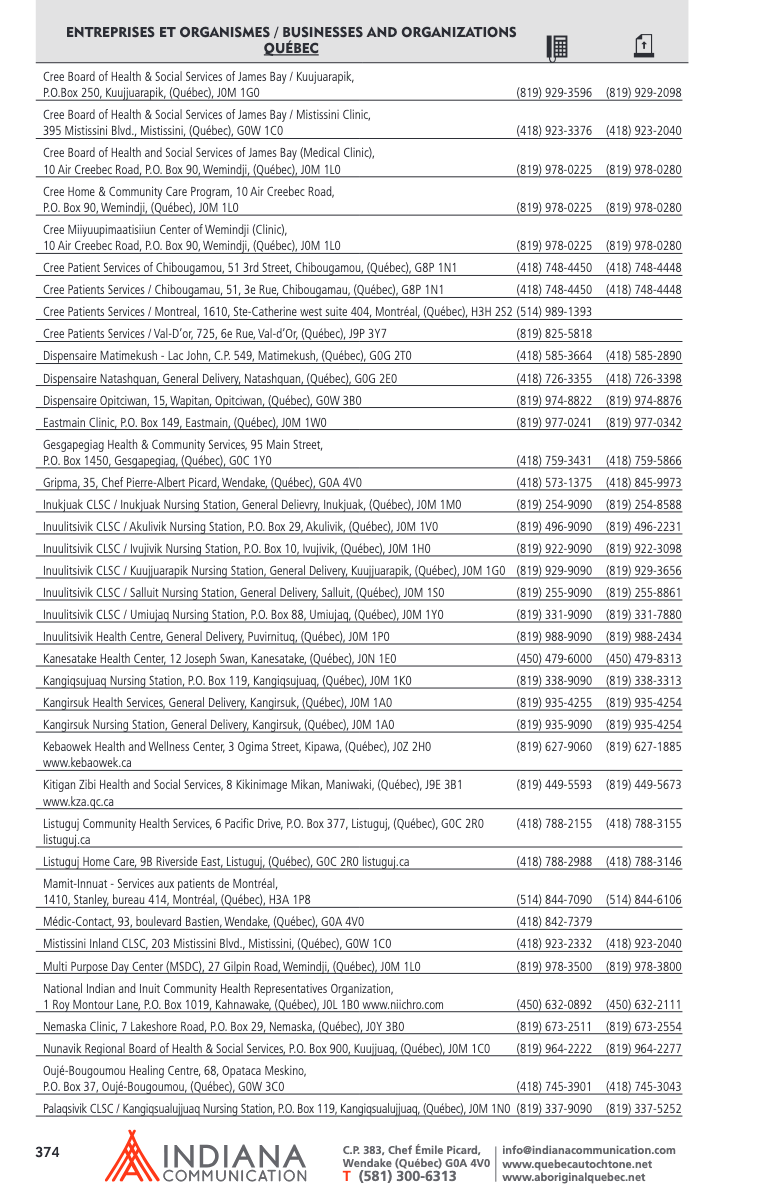 ENTREPRISES ET ORGANISMES / BUSINESSES AND ORGANIZATIONS
QUÉBEC
Cree Board of Health & Social Services of James Bay / Kuujuarapik,
P.O.Box 250, Kuujjuarapik, (Québec), J0M 1G0 (819) 929-3596 (819) 929-2098
Cree Board of Health & Social Services of James Bay / Mistissini Clinic,
395 Mistissini Blvd., Mistissini, (Québec), G0W 1C0 (418) 923-3376 (418) 923-2040
Cree Board of Health and Social Services of James Bay (Medical Clinic),
10 Air Creebec Road, P.O. Box 90, Wemindji, (Québec), J0M 1L0 (819) 978-0225 (819) 978-0280
Cree Home & Community Care Program, 10 Air Creebec Road,
P.O. Box 90, Wemindji, (Québec), J0M 1L0 (819) 978-0225 (819) 978-0280
Cree Miiyuupimaatisiiun Center of Wemindji (Clinic),
10 Air Creebec Road, P.O. Box 90, Wemindji, (Québec), J0M 1L0 (819) 978-0225 (819) 978-0280
Cree Patient Services of Chibougamou, 51 3rd Street, Chibougamou, (Québec), G8P 1N1 (418) 748-4450 (418) 748-4448
Cree Patients Services / Chibougamau, 51, 3e Rue, Chibougamau, (Québec), G8P 1N1 (418) 748-4450 (418) 748-4448
Cree Patients Services / Montreal, 1610, Ste-Catherine west suite 404, Montréal, (Québec), H3H 2S2 (514) 989-1393
Cree Patients Services / Val-D’or, 725, 6e Rue, Val-d’Or, (Québec), J9P 3Y7 (819) 825-5818
Dispensaire Matimekush - Lac John, C.P. 549, Matimekush, (Québec), G0G 2T0 (418) 585-3664 (418) 585-2890
Dispensaire Natashquan, General Delivery, Natashquan, (Québec), G0G 2E0 (418) 726-3355 (418) 726-3398
Dispensaire Opitciwan, 15, Wapitan, Opitciwan, (Québec), G0W 3B0 (819) 974-8822 (819) 974-8876
Eastmain Clinic, P.O. Box 149, Eastmain, (Québec), J0M 1W0 (819) 977-0241 (819) 977-0342
Gesgapegiag Health & Community Services, 95 Main Street,
P.O. Box 1450, Gesgapegiag, (Québec), G0C 1Y0 (418) 759-3431 (418) 759-5866
Gripma, 35, Chef Pierre-Albert Picard, Wendake, (Québec), G0A 4V0 (418) 573-1375 (418) 845-9973
Inukjuak CLSC / Inukjuak Nursing Station, General Delievry, Inukjuak, (Québec), J0M 1M0 (819) 254-9090 (819) 254-8588
Inuulitsivik CLSC / Akulivik Nursing Station, P.O. Box 29, Akulivik, (Québec), J0M 1V0 (819) 496-9090 (819) 496-2231
Inuulitsivik CLSC / Ivujivik Nursing Station, P.O. Box 10, Ivujivik, (Québec), J0M 1H0 (819) 922-9090 (819) 922-3098
Inuulitsivik CLSC / Kuujjuarapik Nursing Station, General Delivery, Kuujjuarapik, (Québec), J0M 1G0 (819) 929-9090 (819) 929-3656
Inuulitsivik CLSC / Salluit Nursing Station, General Delivery, Salluit, (Québec), J0M 1S0 (819) 255-9090 (819) 255-8861
Inuulitsivik CLSC / Umiujaq Nursing Station, P.O. Box 88, Umiujaq, (Québec), J0M 1Y0 (819) 331-9090 (819) 331-7880
Inuulitsivik Health Centre, General Delivery, Puvirnituq, (Québec), J0M 1P0 (819) 988-9090 (819) 988-2434
Kanesatake Health Center, 12 Joseph Swan, Kanesatake, (Québec), J0N 1E0 (450) 479-6000 (450) 479-8313
Kangiqsujuaq Nursing Station, P.O. Box 119, Kangiqsujuaq, (Québec), J0M 1K0 (819) 338-9090 (819) 338-3313
Kangirsuk Health Services, General Delivery, Kangirsuk, (Québec), J0M 1A0 (819) 935-4255 (819) 935-4254
Kangirsuk Nursing Station, General Delivery, Kangirsuk, (Québec), J0M 1A0 (819) 935-9090 (819) 935-4254
Kebaowek Health and Wellness Center, 3 Ogima Street, Kipawa, (Québec), J0Z 2H0 (819) 627-9060 (819) 627-1885
www.kebaowek.ca
Kitigan Zibi Health and Social Services, 8 Kikinimage Mikan, Maniwaki, (Québec), J9E 3B1 (819) 449-5593 (819) 449-5673
www.kza.qc.ca
Listuguj Community Health Services, 6 Pacific Drive, P.O. Box 377, Listuguj, (Québec), G0C 2R0 (418) 788-2155 (418) 788-3155
listuguj.ca
Listuguj Home Care, 9B Riverside East, Listuguj, (Québec), G0C 2R0 listuguj.ca (418) 788-2988 (418) 788-3146
Mamit-Innuat - Services aux patients de Montréal,
1410, Stanley, bureau 414, Montréal, (Québec), H3A 1P8 (514) 844-7090 (514) 844-6106
Médic-Contact, 93, boulevard Bastien, Wendake, (Québec), G0A 4V0 (418) 842-7379
Mistissini Inland CLSC, 203 Mistissini Blvd., Mistissini, (Québec), G0W 1C0 (418) 923-2332 (418) 923-2040
Multi Purpose Day Center (MSDC), 27 Gilpin Road, Wemindji, (Québec), J0M 1L0 (819) 978-3500 (819) 978-3800
National Indian and Inuit Community Health Representatives Organization,
1 Roy Montour Lane, P.O. Box 1019, Kahnawake, (Québec), J0L 1B0 www.niichro.com (450) 632-0892 (450) 632-2111
Nemaska Clinic, 7 Lakeshore Road, P.O. Box 29, Nemaska, (Québec), J0Y 3B0 (819) 673-2511 (819) 673-2554
Nunavik Regional Board of Health & Social Services, P.O. Box 900, Kuujjuaq, (Québec), J0M 1C0 (819) 964-2222 (819) 964-2277
Oujé-Bougoumou Healing Centre, 68, Opataca Meskino,
P.O. Box 37, Oujé-Bougoumou, (Québec), G0W 3C0 (418) 745-3901 (418) 745-3043
Palaqsivik CLSC / Kangiqsualujjuaq Nursing Station, P.O. Box 119, Kangiqsualujjuaq, (Québec), J0M 1N0 (819) 337-9090 (819) 337-5252
374
INDIANA
COMMUNICATION
C.P. 383, Chef Émile Picard,
Wendake (Québec) G0A 4V0
T (581) 300-6313
info@indianacommunication.com
www.quebecautochtone.net
www.aboriginalquebec.net